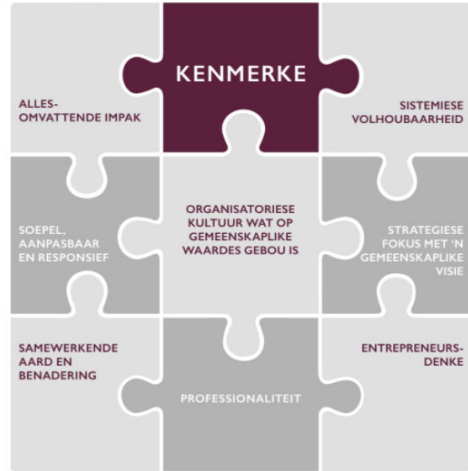 KENMERKE
ALLES-
OMVATTENDE IMPAK
SISTEMIESE
VOLHOUBAARHEID
SOEPEL,
AANPASBAAR
EN RESPONSIEF
ORGANISATORIESE
KULTUUR WAT OP
GEMEENSKAPLIKE
WAARDES GEBOU IS
STRATEGIESE
FOKUS MET 'N
GEMEENSKAPLIKE
VISIE
SAMEWERKENDE
AARD EN
BENADERING
PROFESSIONALITEIT
ENTREPRENEURS-
DENKE